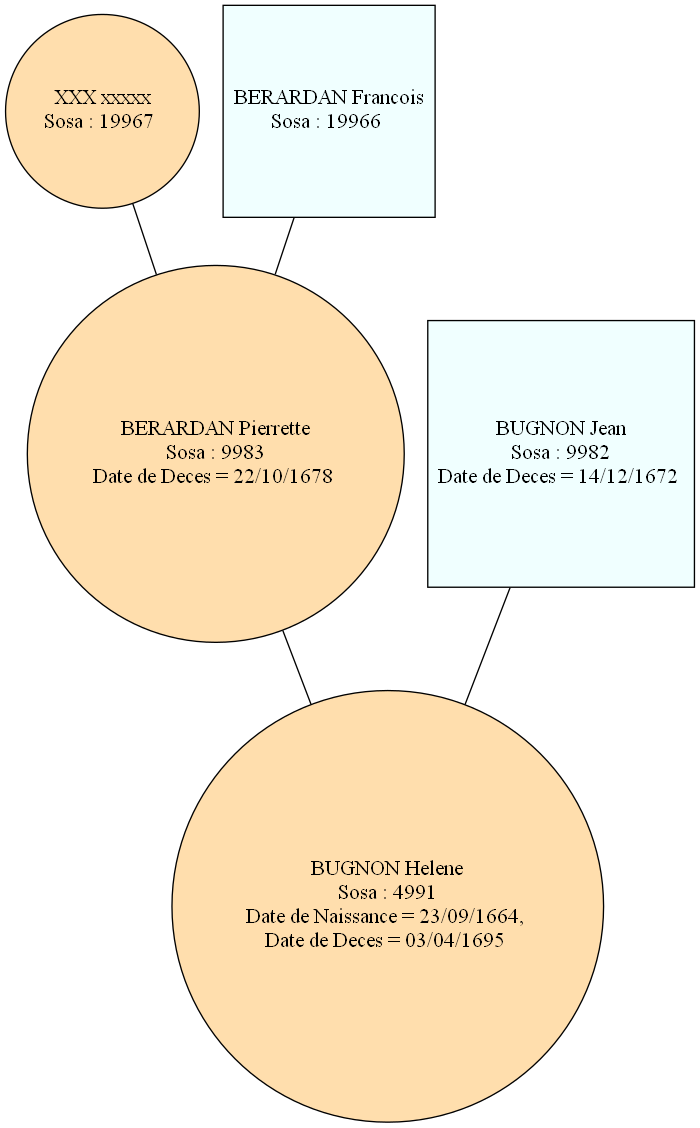 XXX xxxxx
Sosa : 19967
BERARDAN Francois
Sosa : 19966
BERARDAN Pierrette
Sosa : 9983
Date de Deces = 22/10/1678
BUGNON Jean
Sosa : 9982
Date de Deces = 14/12/1672
BUGNON Helene
Sosa : 4991
Date de Naissance = 23/09/1664,
Date de Deces = 03/04/1695